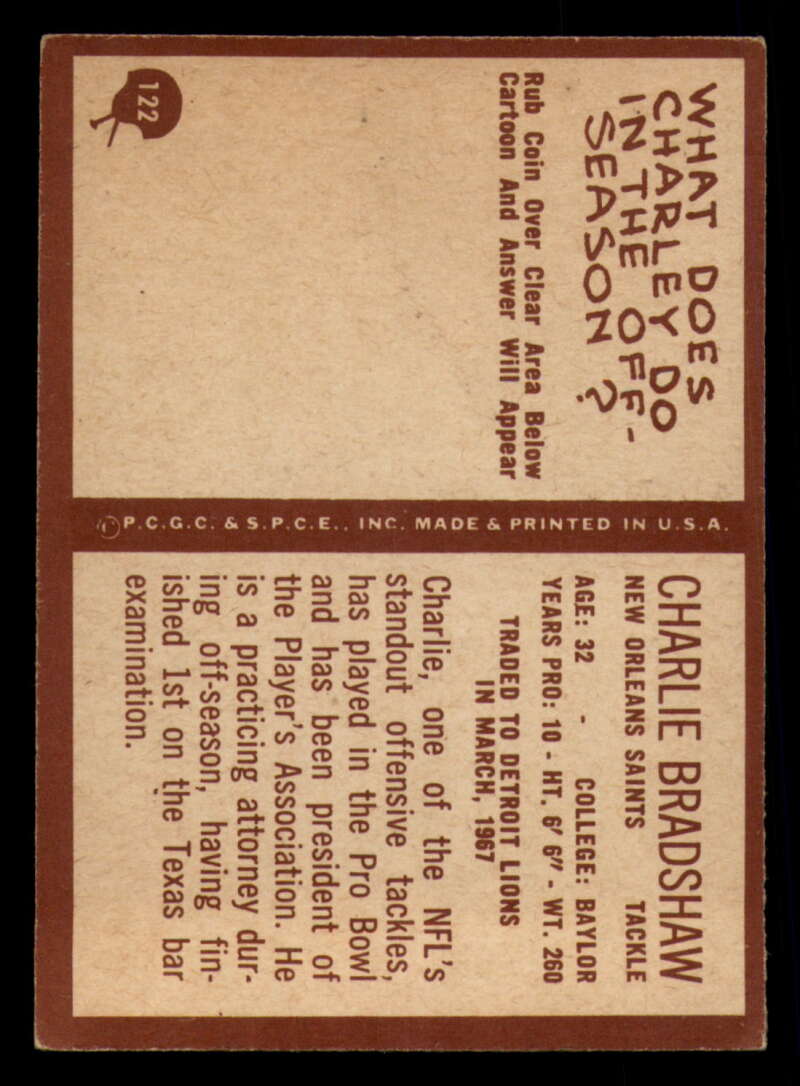 WHAT DOES
CHARLEY DO
IN THE OFF-
SEASON ?
Rub Coin Over Clear Area Below
Cartoon And Answer Will Appear
122
P.C.G.C. & S.P.C.E., INC. MADE & PRINTED IN U.S.A.
CHARLIE BRADSHAW
NEW ORLEANS SAINTS TACKLE
AGE: 32 - COLLEGE: BAYLOR
YEARS PRO: 10 - HT. 6' 6" - WT. 260
TRADED TO DETROIT LIONS
IN MARCH, 1967
Charlie, one of the NFL's
standout offensive tackles,
has played in the Pro Bowl
and has been president of
the Player's Association. He
is a practicing attorney dur-
ing off-season, having fin-
ished 1st on the Texas bar
examination.